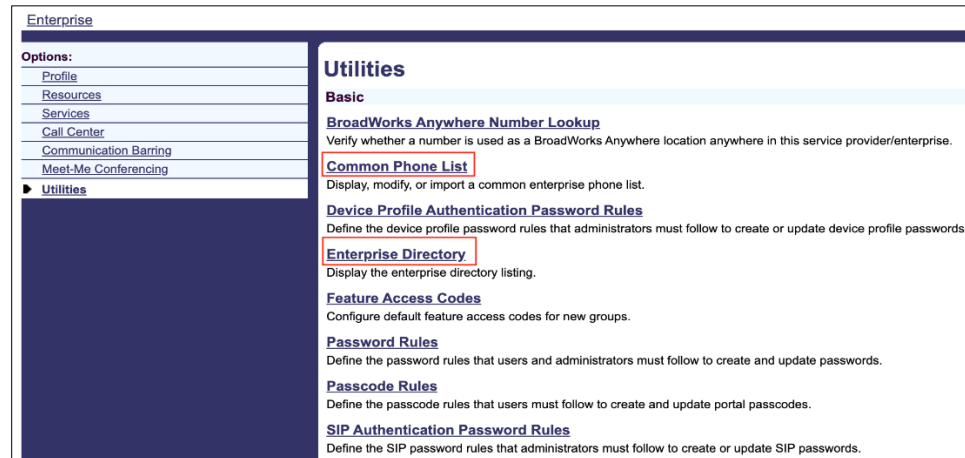 Enterprise
Options:
Profile
Resources
Services
Call Center
Communication Barring
Meet-Me Conferencing
Utilities
Utilities
Basic
BroadWorks Anywhere Number Lookup
Verify whether a number is used as a BroadWorks Anywhere location anywhere in this service provider/enterprise.
Common Phone List
Display, modify, or import a common enterprise phone list.
Device Profile Authentication Password Rules
Define the device profile password rules that administrators must follow to create or update device profile passwords
Enterprise Directory
Display the enterprise directory listing.
Feature Access Codes
Configure default feature access codes for new groups.
Password Rules
Define the password rules that users and administrators must follow to create and update passwords.
Passcode Rules
Define the passcode rules that users must follow to create and update portal passcodes.
SIP Authentication Password Rules
Define the SIP password rules that administrators must follow to create or update SIP passwords.